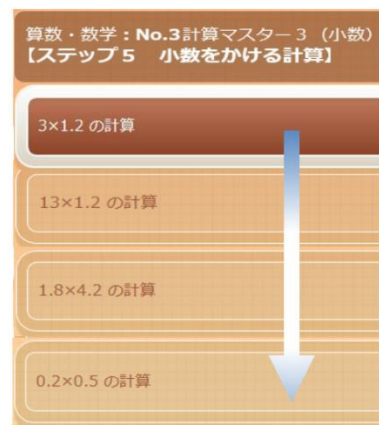 算数・数学：No.3計算マスター３（小数）
【ステップ５　小数をかける計算】
3×1.2 の計算
13×1.2 の計算
1.8×4.2 の計算
0.2×0.5 の計算